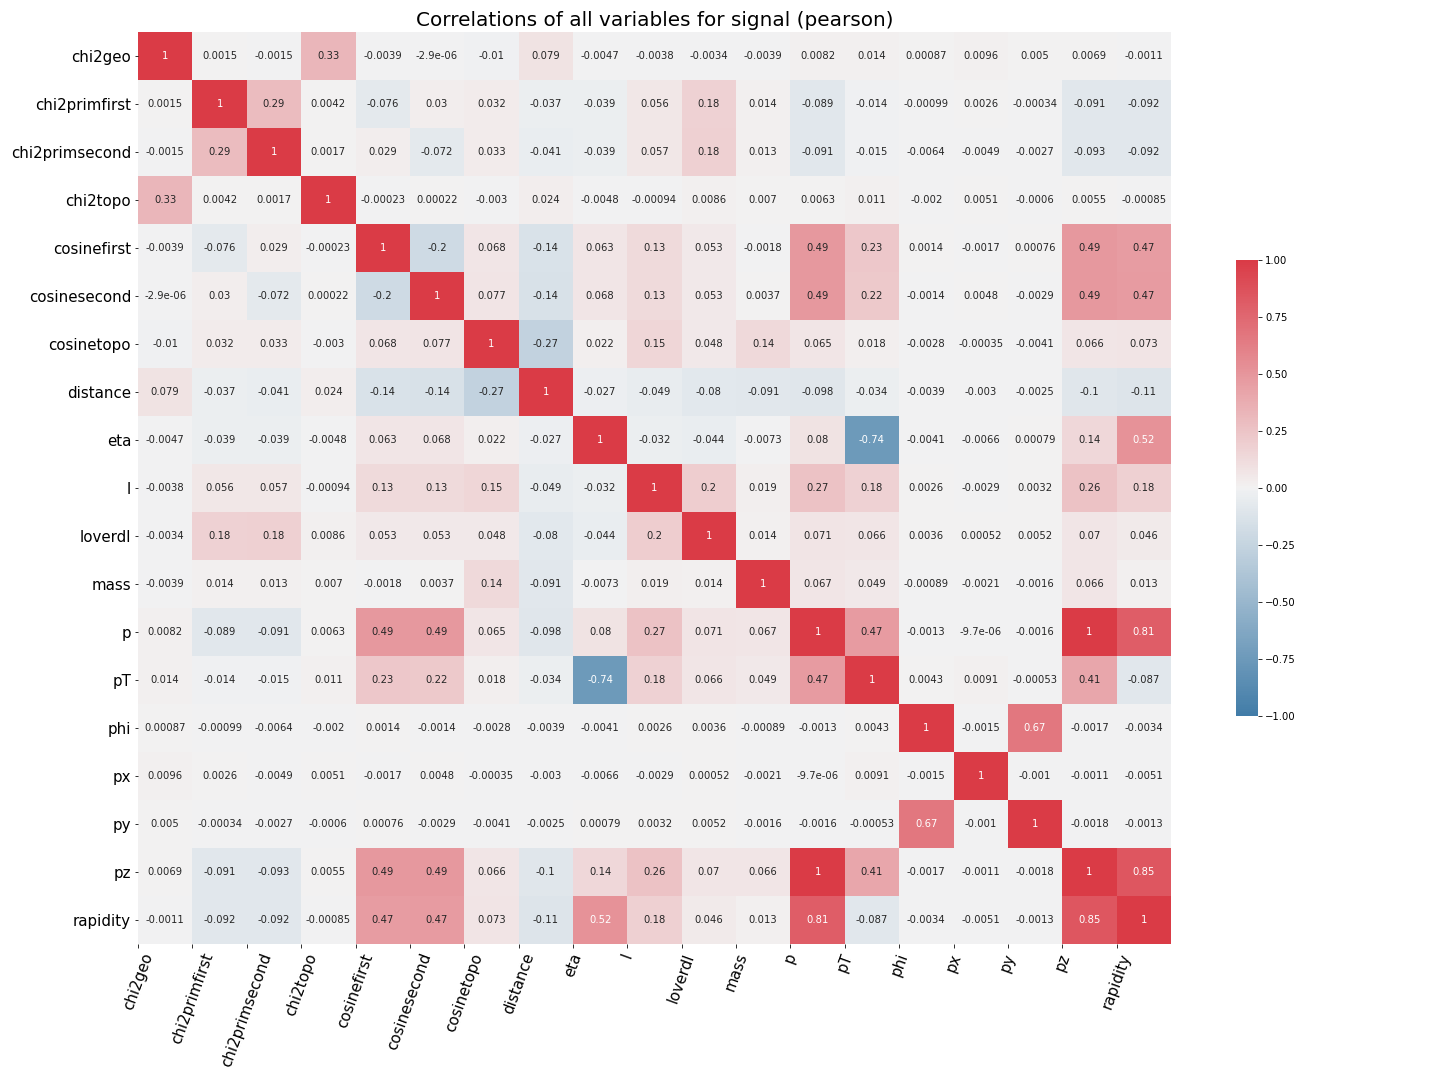 Correlations of all variables for signal (pearson)
chi2geo 1 0.0015 -0.0015 0.33 -0.0039 -2.9e-06 -0.01 0.079 -0.0047 -0.0038 -0.0034 -0.0039 0.0082 0.014 0.00087 0.0096 0.005 0.0069 -0.0011
chi2primfirst 0.0015 1 0.29 0.0042 -0.076 0.03 0.032 -0.037 -0.039 0.056 0.18 0.014 -0.089 -0.014 -0.00099 0.0026 -0.00034 -0.091 -0.092
chi2primsecond -0.0015 0.29 1 0.0017 0.029 -0.072 0.033 -0.041 -0.039 0.057 0.18 0.013 -0.091 -0.015 -0.0064 -0.0049 -0.0027 -0.093 -0.092
chi2topo 0.33 0.0042 0.0017 1 -0.00023 0.00022 -0.003 0.024 -0.0048 -0.00094 0.0086 0.007 0.0063 0.011 -0.002 0.0051 -0.0006 0.0055 -0.00085
cosinefirst -0.0039 -0.076 0.029 -0.00023 1 -0.2 0.068 -0.14 0.063 0.13 0.053 -0.0018 0.49 0.23 0.0014 -0.0017 0.00076 0.49 0.47
cosinesecond -2.9e-06 0.03 -0.072 0.00022 -0.2 1 0.077 -0.14 0.068 0.13 0.053 0.0037 0.49 0.22 -0.0014 0.0048 -0.0029 0.49 0.47
cosinetopo -0.01 0.032 0.033 -0.003 0.068 0.077 1 -0.27 0.022 0.15 0.048 0.14 0.065 0.018 -0.0028 -0.00035 -0.0041 0.066 0.073
distance 0.079 -0.037 -0.041 0.024 -0.14 -0.14 -0.27 1 -0.027 -0.049 -0.08 -0.091 -0.098 -0.034 -0.0039 -0.003 -0.0025 -0.1 -0.11
eta -0.0047 -0.039 -0.039 -0.0048 0.063 0.068 0.022 -0.027 1 -0.032 -0.044 -0.0073 0.08 -0.74 -0.0041 -0.0066 0.00079 0.14 0.52
l -0.0038 0.056 0.057 -0.00094 0.13 0.13 0.15 -0.049 -0.032 1 0.2 0.019 0.27 0.18 0.0026 -0.0029 0.0032 0.26 0.18
loverdl -0.0034 0.18 0.18 0.0086 0.053 0.053 0.048 -0.08 -0.044 0.2 1 0.014 0.071 0.066 0.0036 0.00052 0.0052 0.07 0.046
mass -0.0039 0.014 0.013 0.007 -0.0018 0.0037 0.14 -0.091 -0.0073 0.019 0.014 1 0.067 0.049 -0.00089 -0.0021 -0.0016 0.066 0.013
p 0.0082 -0.089 -0.091 0.0063 0.49 0.49 0.065 -0.098 0.08 0.27 0.071 0.067 1 0.47 -0.0013 -9.7e-06 -0.0016 1 0.81
pT 0.014 -0.014 -0.015 0.011 0.23 0.22 0.018 -0.034 -0.74 0.18 0.066 0.049 0.47 1 0.0043 0.0091 -0.00053 0.41 -0.087
phi 0.00087 -0.00099 -0.0064 -0.002 0.0014 -0.0014 -0.0028 -0.0039 -0.0041 0.0026 0.0036 -0.00089 -0.0013 0.0043 1 -0.0015 0.67 -0.0017 -0.0034
px 0.0096 0.0026 -0.0049 0.0051 -0.0017 0.0048 -0.00035 -0.003 -0.0066 -0.0029 0.00052 -0.0021 -9.7e-06 0.0091 -0.0015 1 -0.001 -0.0011 -0.0051
py 0.005 -0.00034 -0.0027 -0.0006 0.00076 -0.0029 -0.0041 -0.0025 0.00079 0.0032 0.0052 -0.0016 -0.0016 -0.00053 0.67 -0.001 1 -0.0018 -0.0013
pz 0.0069 -0.091 -0.093 0.0055 0.49 0.49 0.066 -0.1 0.14 0.26 0.07 0.066 1 0.41 -0.0017 -0.0011 -0.0018 1 0.85
rapidity -0.0011 -0.092 -0.092 -0.00085 0.47 0.47 0.073 -0.11 0.52 0.18 0.046 0.013 0.81 -0.087 -0.0034 -0.0051 -0.0013 0.85 1
chi2geo chi2primfirst chi2primsecond chi2topo cosinefirst cosinesecond cosinetopo distance eta l loverdl mass p pT phi px py pz rapidity
1.00
0.75
0.50
0.25
0.00
−0.25
−0.50
−0.75
−1.00